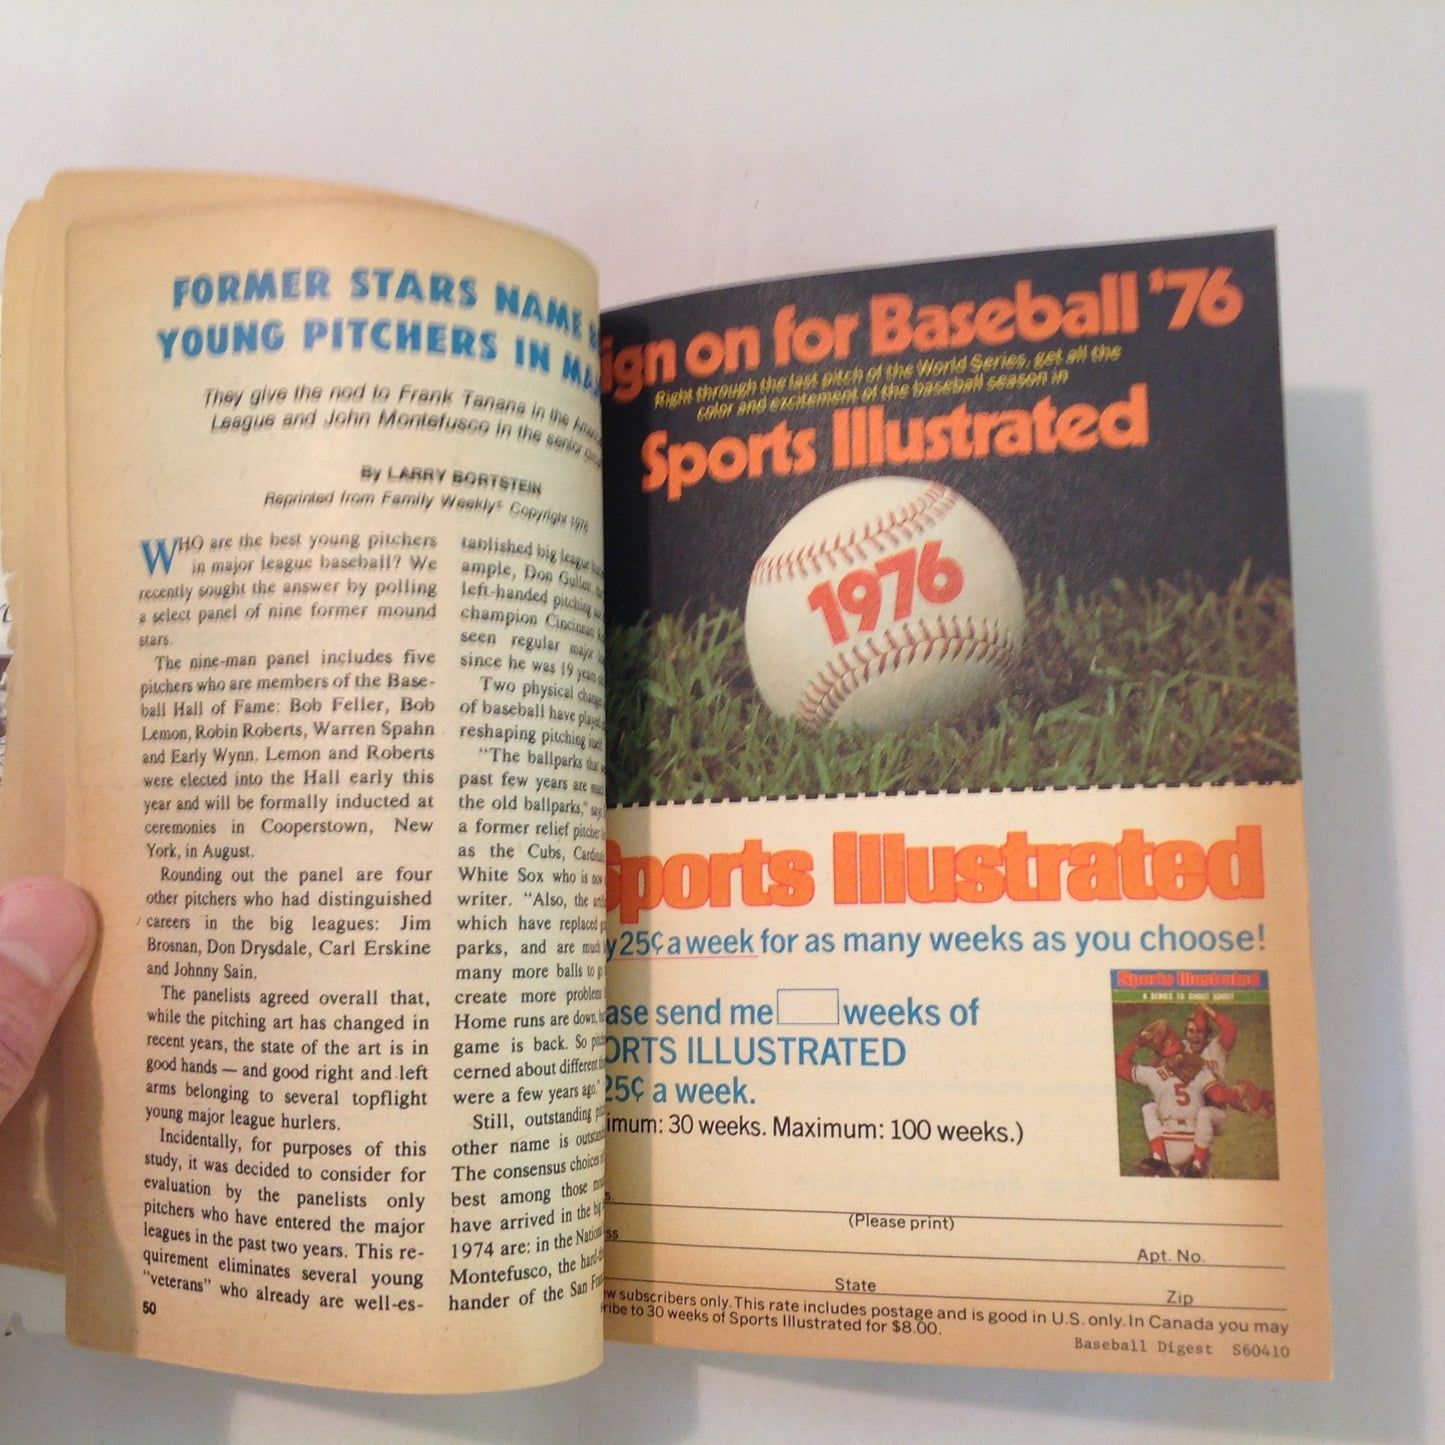 FORMER STARS NAME
YOUNG PITCHERS IN
They give the nod to Frank Tanana in the
League and John Montefusco in the senior
By LARRY BORTSTEIN
Reprinted from Family Weekly© Copyright 1976
WHO are the best young pitchers
in major league baseball? We
recently sought the answer by polling
a select panel of nine former mound
stars.
The nine-man panel includes five
pitchers who are members of the Base-
ball Hall of Fame: Bob Feller, Bob
Lemon, Robin Roberts, Warren Spahn
and Early Wynn. Lemon and Roberts
were elected into the Hall early this
year and will be formally inducted at
ceremonies in Cooperstown, New
York, in August.
Rounding out the panel are four
other pitchers who had distinguished
careers in the big leagues: Jim
Brosnan, Don Drysdale, Carl Erskine
and Johnny Sain.
The panelists agreed overall that,
while the pitching art has changed in
recent years, the state of the art is in
good hands — and good right and left
arms belonging to several topflight
young major league hurlers.
Incidentally, for purposes of this
study, it was decided to consider for
evaluation by the panelists only
pitchers who have entered the major
leagues in the past two years. This re-
quirement eliminates several young
"veterans" who already are well-es-
50
tablished big league
ample, Don Gullett,
left-handed pitching
champion Cincinnati
seen regular major
since he was 19 years
Two physical changes
of baseball have played
reshaping pitching itself.
"The ballparks that
past few years are much
the old ballparks," says
a former relief pitcher
as the Cubs, Cardinals
White Sox who is now
writer. "Also, the
which have replaced
parks, and are much
many more balls to
create more problems
Home runs are down,
game is back. So
cerned about different
were a few years ago."
Still, outstanding
other name is
The consensus choices
best among those
have arrived in the big
1974 are: in the National
Montefusco, the
hander of the San
ign on for Baseball '76
Right through the last pitch of the World Series, get all the
color and excitement of the baseball season in
Sports Illustrated
1976
Sports Illustrated
y 25¢ a week for as many weeks as you choose!
ase send me weeks of
ORTS ILLUSTRATED
25¢ a week.
imum: 30 weeks. Maximum: 100 weeks.)
Sports Illustrated
A SERIES TO SHOUT ABOUT
5
s.
(Please print)
ss
Apt. No.
State
Zip
ew subscribers only. This rate includes postage and is good in U.S. only. In Canada you may
ribe to 30 weeks of Sports Illustrated for $8.00.
Baseball Digest S60410